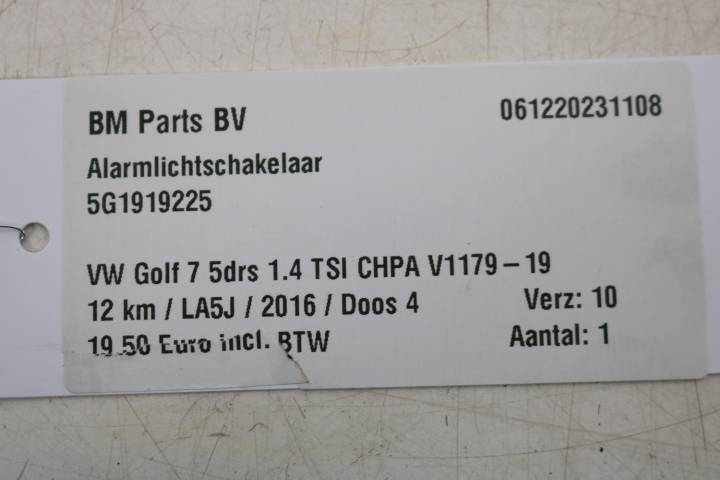 BM Parts BV 061220231108
Alarmlichtschakelaar
5G1919225
VW Golf 7 5drs 1.4 TSI CHPA V1179 – 19
12 km / LA5J / 2016 / Doos 4 Verz: 10
19.50 Euro incl. BTW Aantal: 1